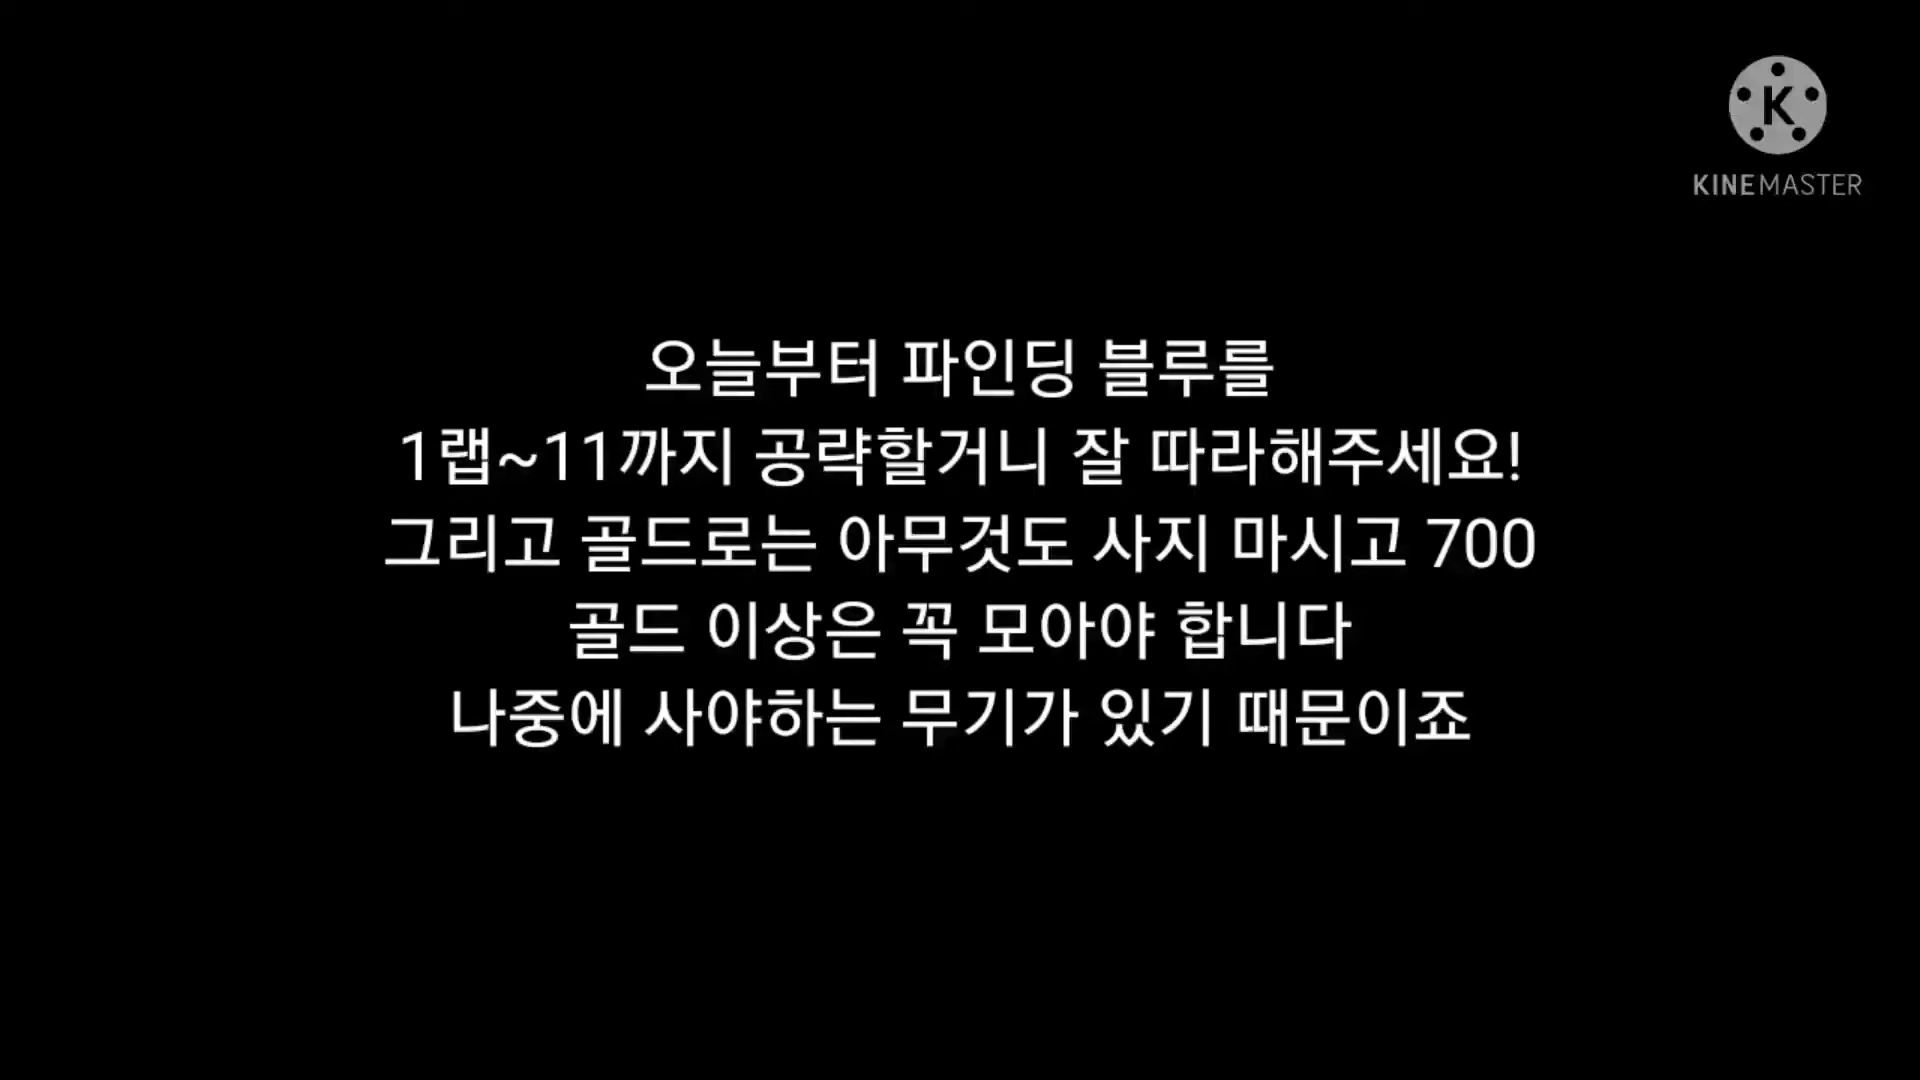 K
KINEMASTER
오늘부터 파인딩 블루를
1랩~11까지 공략할거니 잘 따라해주세요!
그리고 골드로는 아무것도 사지 마시고 700
골드 이상은 꼭 모아야 합니다
나중에 사야하는 무기가 있기 때문이죠